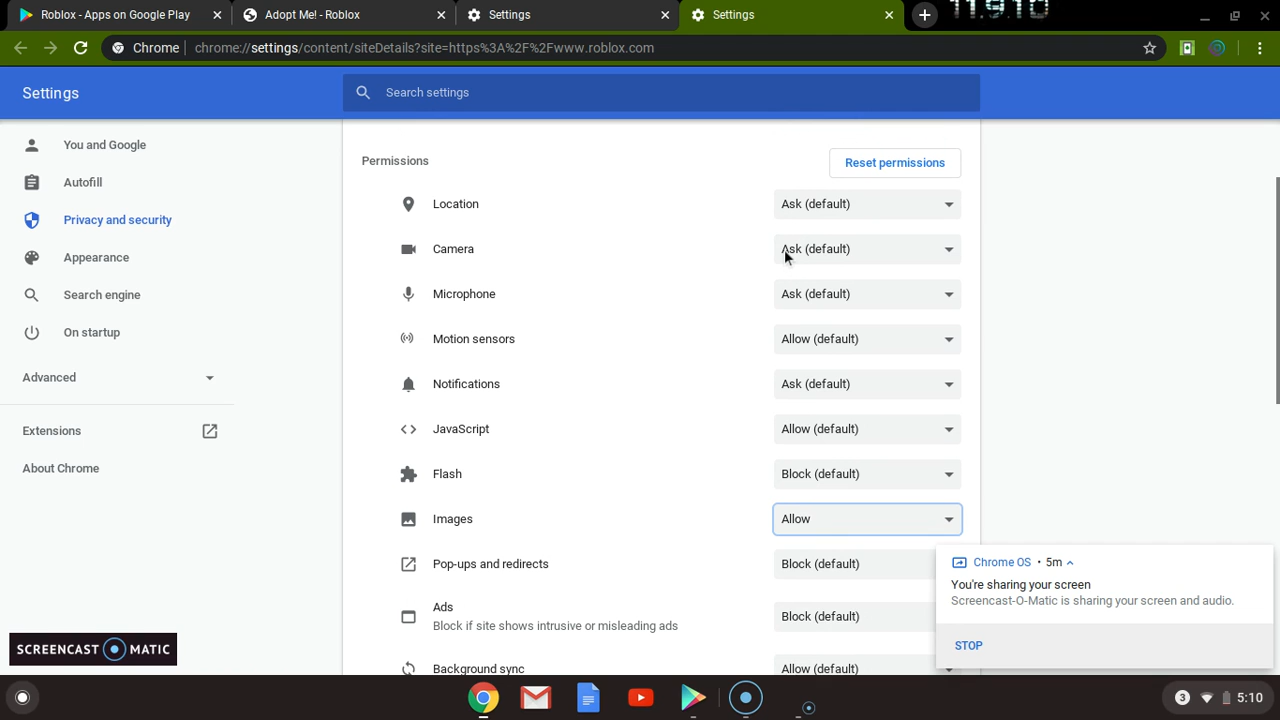 Roblox - Apps on Google Play
Adopt Me! - Roblox
Settings
Settings
Chrome
chrome://settings/content/siteDetails?site=https%3A%2F%2Fwww.roblox.com
Settings
Search settings
You and Google
Autofill
Privacy and security
Appearance
Search engine
On startup
Advanced
Extensions
About Chrome
Permissions
Reset permissions
Location
Ask (default)
Camera
Ask (default)
Microphone
Ask (default)
Motion sensors
Allow (default)
Notifications
Ask (default)
JavaScript
Allow (default)
Flash
Block (default)
Images
Allow
Pop-ups and redirects
Block (default)
Ads
Block if site shows intrusive or misleading ads
Block (default)
Background sync
Allow (default)
Chrome OS • 5m
You're sharing your screen
Screencast-O-Matic is sharing your screen and audio.
STOP
SCREENCAST MATIC
3
5:10